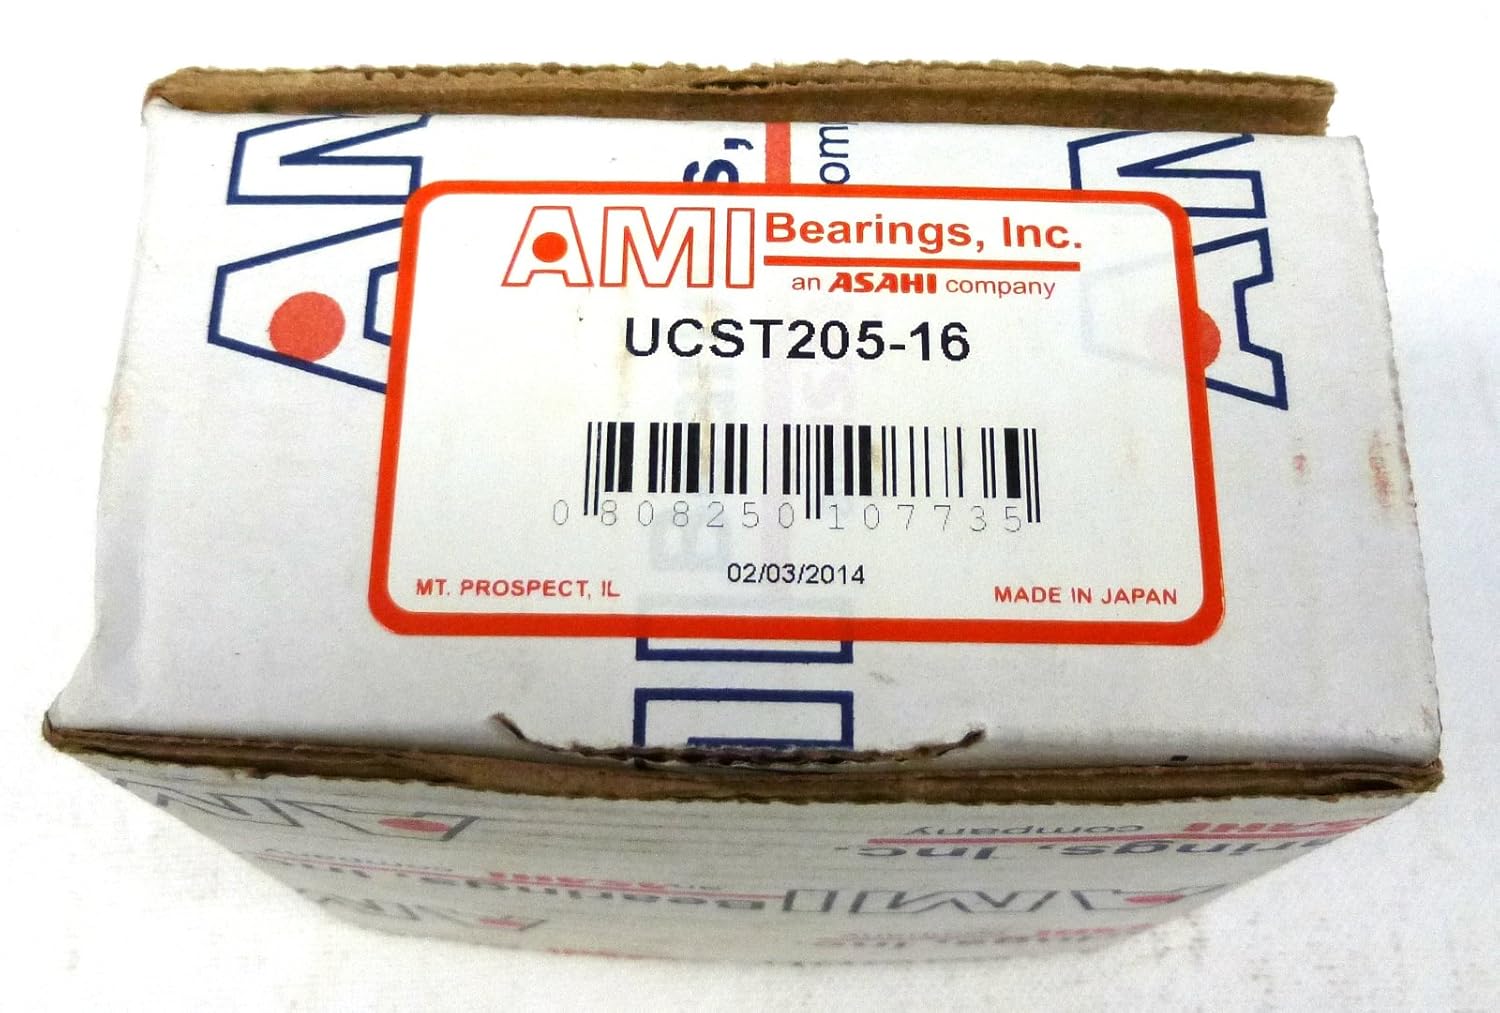 AMI Bearings, Inc.
an ASAHI company
UCST205-16
0 808250 107735
02/03/2014
MT. PROSPECT, IL
MADE IN JAPAN